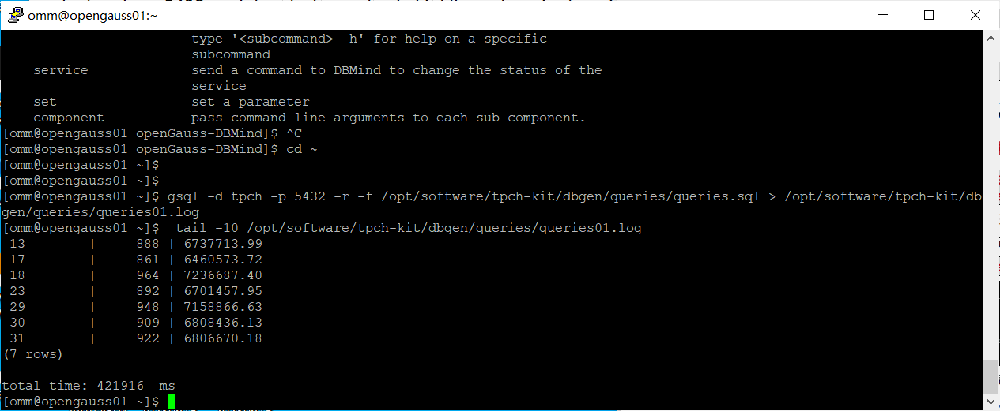 omm@opengauss01:~
type '<subcommand> -h' for help on a specific
subcommand
service send a command to DBMind to change the status of the
service
set set a parameter
component pass command line arguments to each sub-component.
[omm@opengauss01 openGauss-DBMind]$ ^C
[omm@opengauss01 openGauss-DBMind]$ cd ~
[omm@opengauss01 ~]$
[omm@opengauss01 ~]$
[omm@opengauss01 ~]$ gsql -d tpch -p 5432 -r -f /opt/software/tpch-kit/dbgen/queries/queries.sql > /opt/software/tpch-kit/db
gen/queries/queries01.log
[omm@opengauss01 ~]$  tail -10 /opt/software/tpch-kit/dbgen/queries/queries01.log
13 | 888 | 6737713.99
17 | 861 | 6460573.72
18 | 964 | 7236687.40
23 | 892 | 6701457.95
29 | 948 | 7158866.63
30 | 909 | 6808436.13
31 | 922 | 6806670.18
(7 rows)
total time: 421916  ms
[omm@opengauss01 ~]$